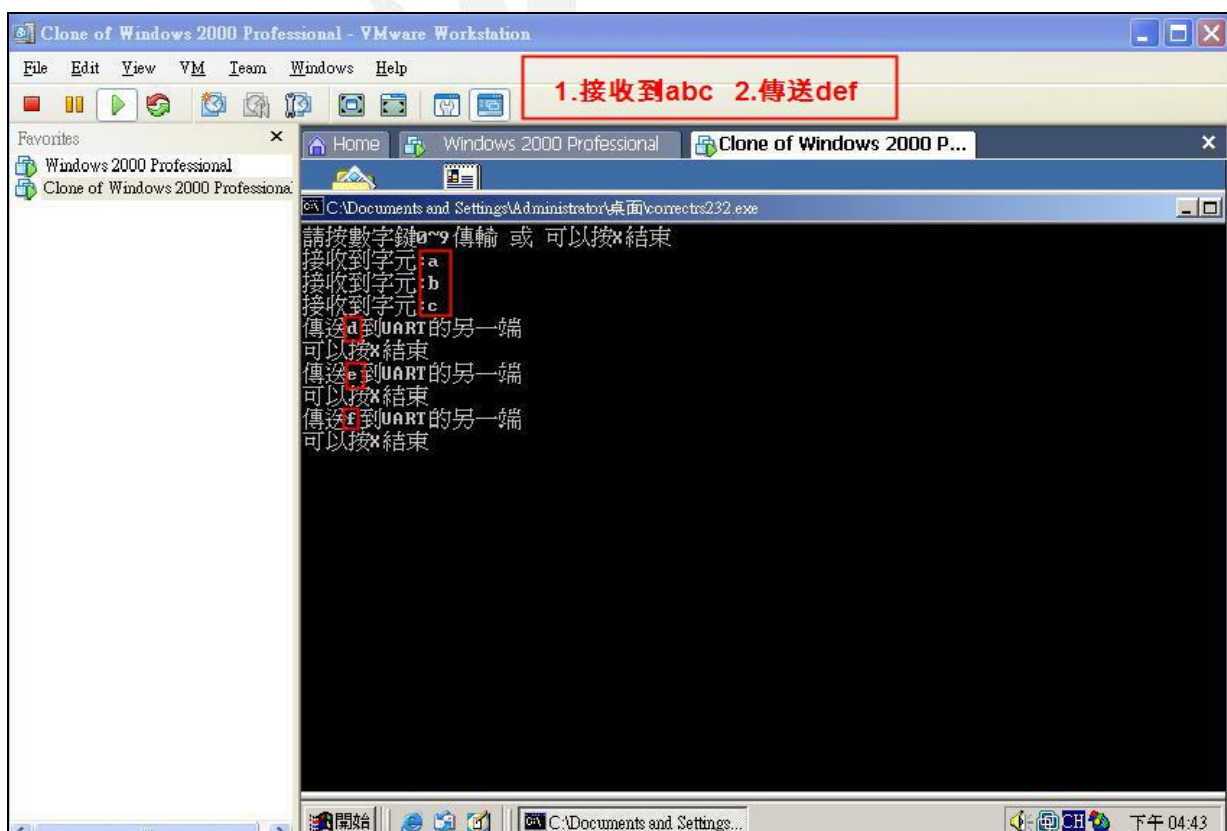 Clone of Windows 2000 Professional - VMware Workstation
File Edit View VM Team Windows Help
1.接收到abc 2.傳送def
Favorites
Windows 2000 Professional
Clone of Windows 2000 Professiona
Home Windows 2000 Professional Clone of Windows 2000 P...
C:\Documents and Settings\Administrator\桌面\correctrs232.exe
請按數字鍵0~9傳輸 或 可以按X結束
接收到字元:a
接收到字元:b
接收到字元:c
傳送d到UART的另一端
可以按X結束
傳送e到UART的另一端
可以按X結束
傳送f到UART的另一端
可以按X結束
開始 C:\Documents and Settings... CH 下午 04:43